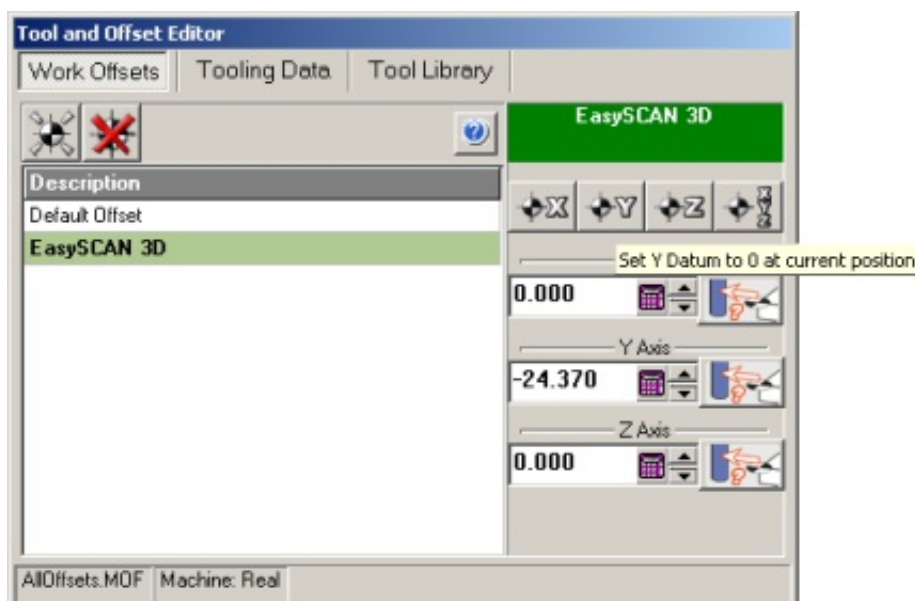 Tool and Offset Editor
Work Offsets Tooling Data Tool Library
EasySCAN 3D
Description
Default Offset
EasySCAN 3D
X Y Z XYZ
Set Y Datum to 0 at current position
0.000
Y Axis
-24.370
Z Axis
0.000
AllOffsets.MOF Machine: Real